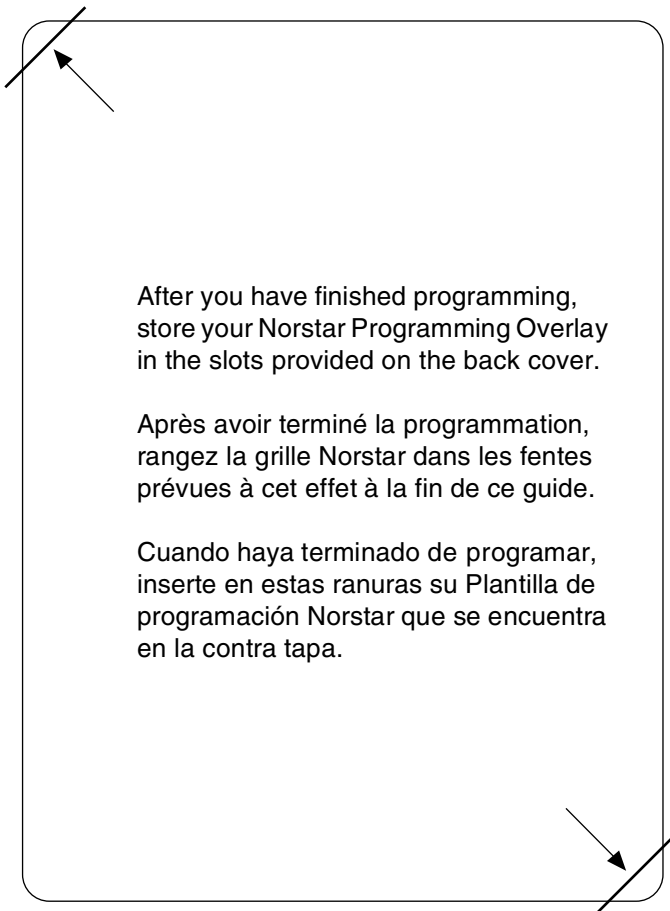 After you have finished programming,
store your Norstar Programming Overlay
in the slots provided on the back cover.
Après avoir terminé la programmation,
rangez la grille Norstar dans les fentes
prévues à cet effet à la fin de ce guide.
Cuando haya terminado de programar,
inserte en estas ranuras su Plantilla de
programación Norstar que se encuentra
en la contra tapa.